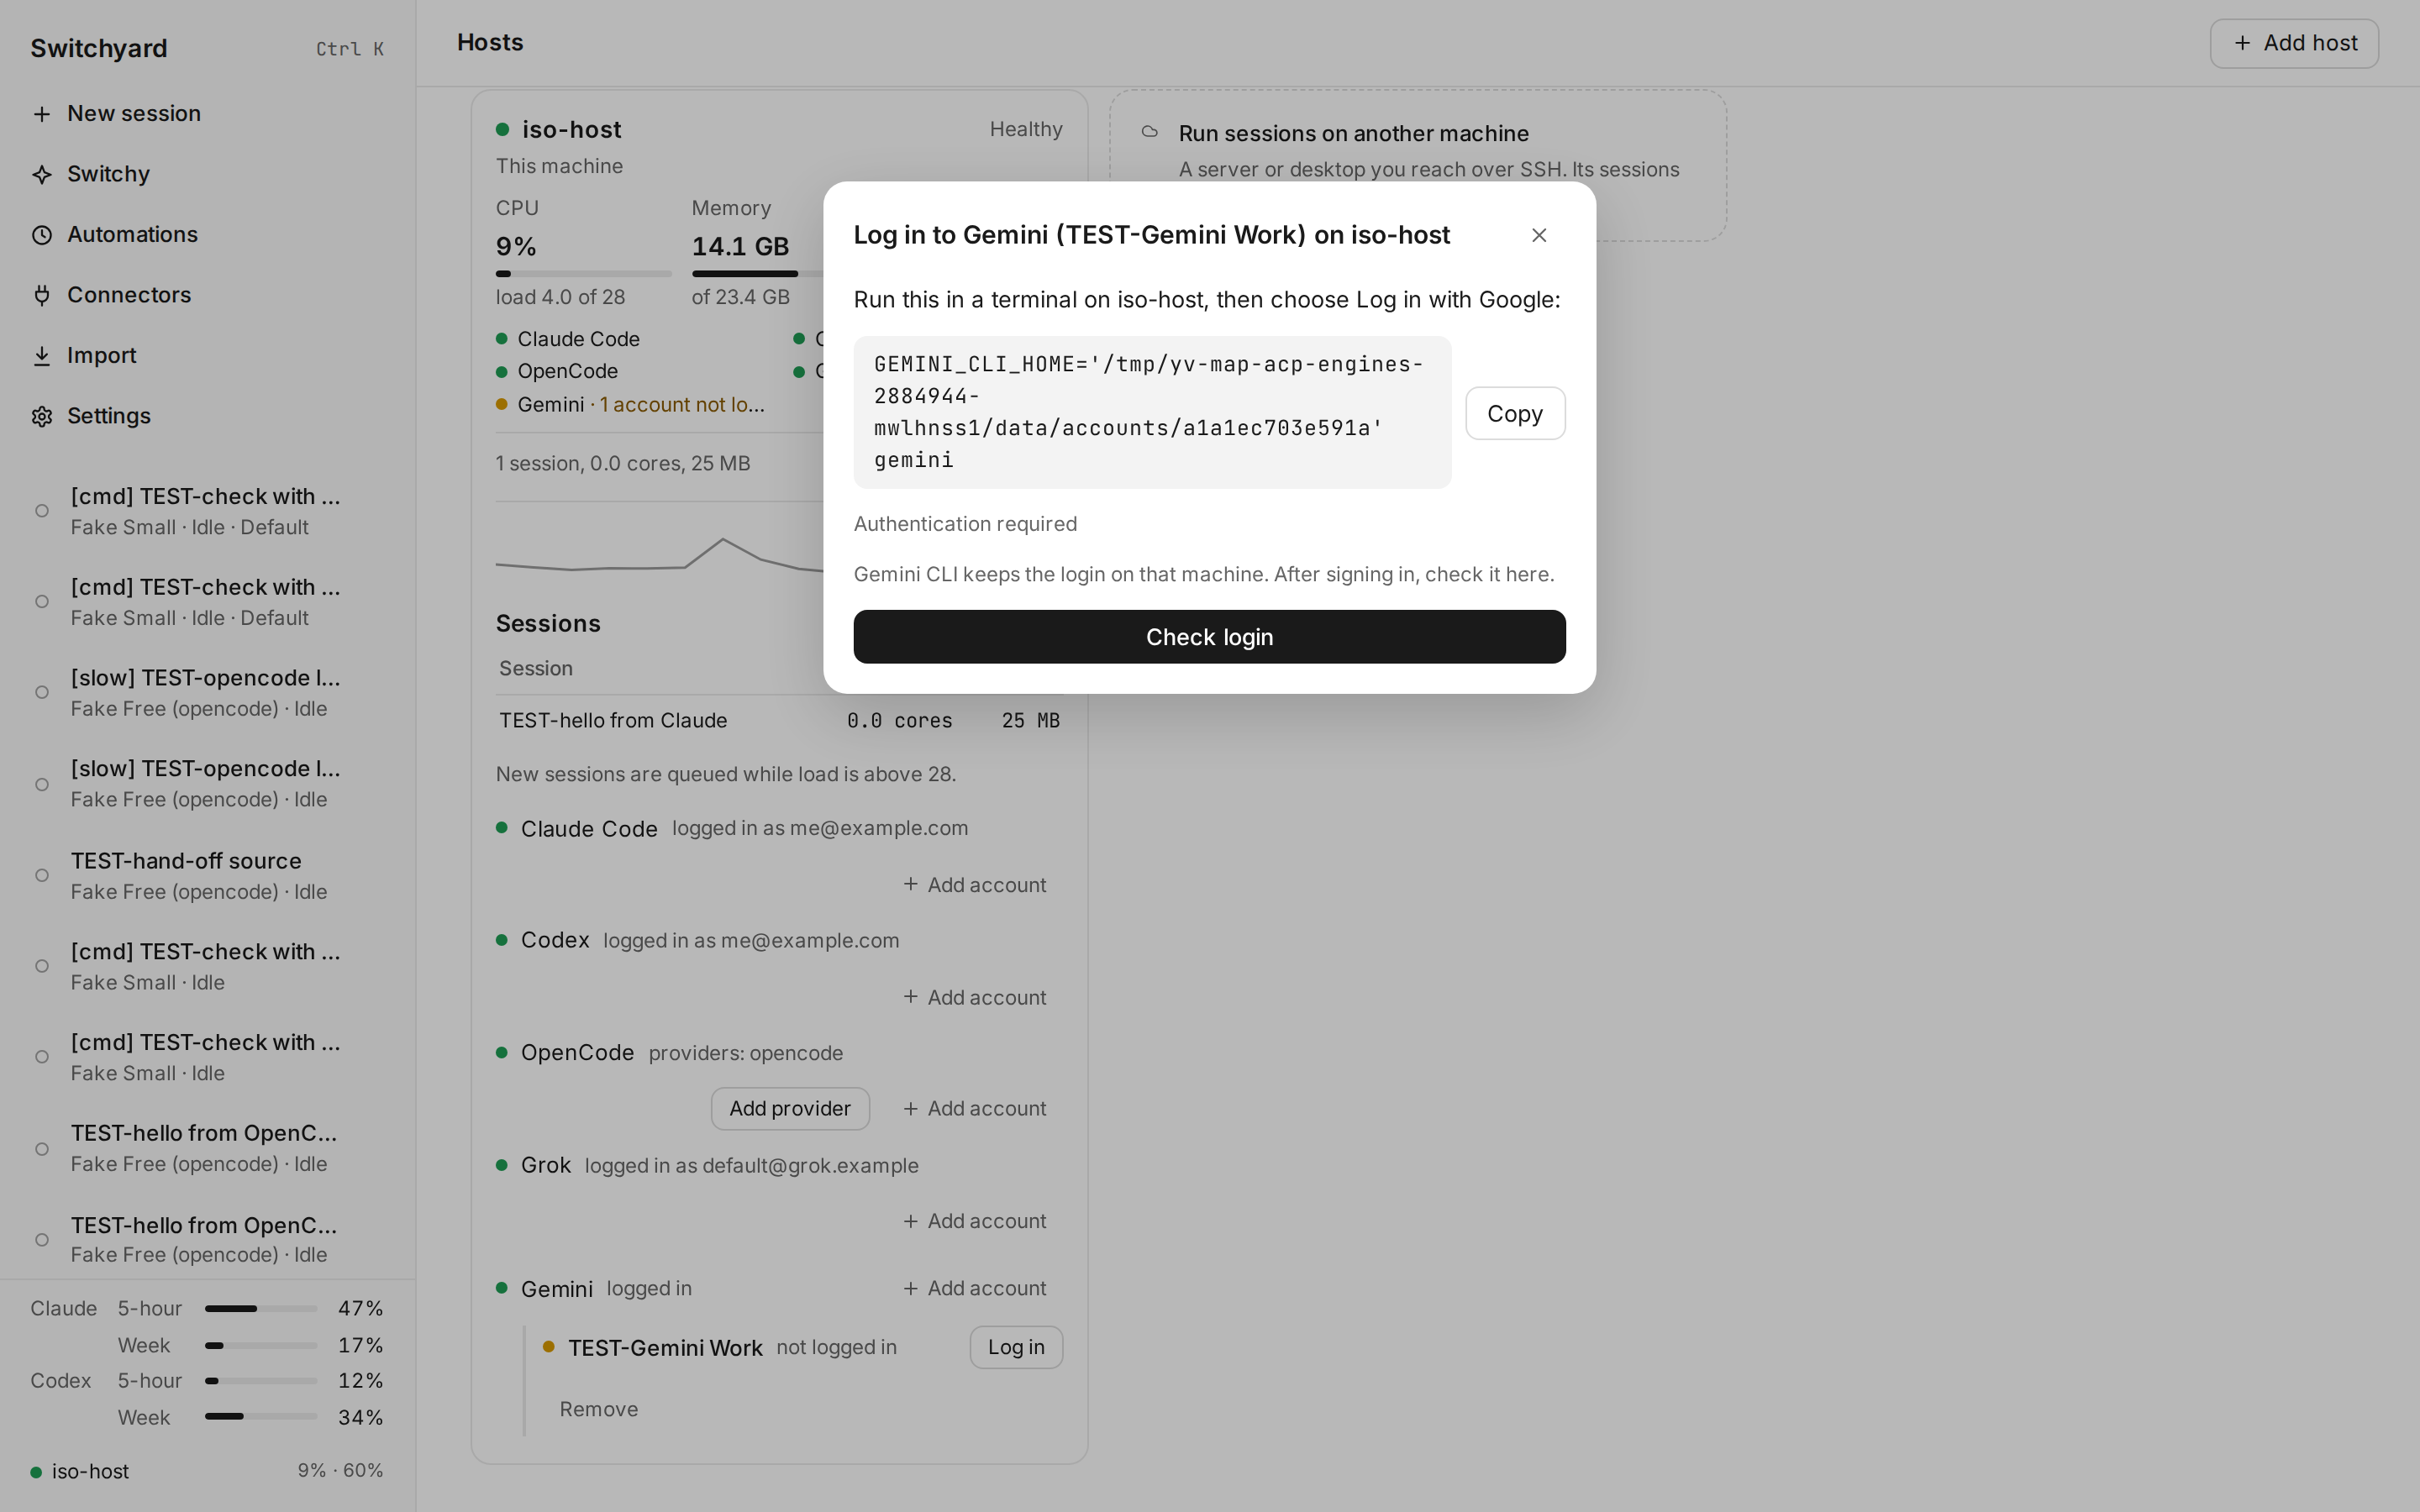 Switchyard
Ctrl K
New session
Switchy
Automations
Connectors
Import
Settings
[cmd] TEST-check with ...
Fake Small · Idle · Default
[cmd] TEST-check with ...
Fake Small · Idle · Default
[slow] TEST-opencode l...
Fake Free (opencode) · Idle
[slow] TEST-opencode l...
Fake Free (opencode) · Idle
TEST-hand-off source
Fake Free (opencode) · Idle
[cmd] TEST-check with ...
Fake Small · Idle
[cmd] TEST-check with ...
Fake Small · Idle
TEST-hello from OpenC...
Fake Free (opencode) · Idle
TEST-hello from OpenC...
Fake Free (opencode) · Idle
Claude 5-hour 47%
Week 17%
Codex 5-hour 12%
Week 34%
iso-host 9% · 60%
Hosts
Add host
iso-host
Healthy
This machine
CPU
Memory
9%
14.1 GB
load 4.0 of 28
of 23.4 GB
Claude Code
OpenCode
Gemini · 1 account not lo...
1 session, 0.0 cores, 25 MB
Sessions
Session
TEST-hello from Claude 0.0 cores 25 MB
New sessions are queued while load is above 28.
Claude Code logged in as me@example.com
+ Add account
Codex logged in as me@example.com
+ Add account
OpenCode providers: opencode
Add provider
+ Add account
Grok logged in as default@grok.example
+ Add account
Gemini logged in
+ Add account
TEST-Gemini Work not logged in
Log in
Remove
Run sessions on another machine
A server or desktop you reach over SSH. Its sessions
Log in to Gemini (TEST-Gemini Work) on iso-host
Run this in a terminal on iso-host, then choose Log in with Google:
GEMINI_CLI_HOME='/tmp/yv-map-acp-engines-
2884944-
mwlhnss1/data/accounts/a1a1ec703e591a'
gemini
Copy
Authentication required
Gemini CLI keeps the login on that machine. After signing in, check it here.
Check login